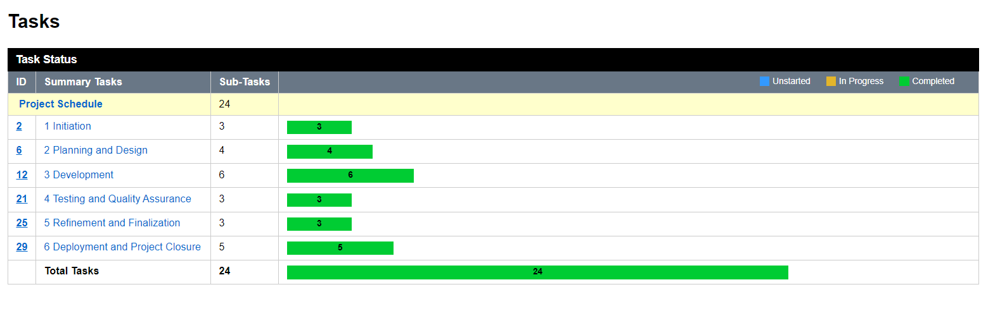 Tasks
Task Status
ID Summary Tasks Sub-Tasks Unstarted In Progress Completed
Project Schedule 24
2 1 Initiation 3 3
6 2 Planning and Design 4 4
12 3 Development 6 6
21 4 Testing and Quality Assurance 3 3
25 5 Refinement and Finalization 3 3
29 6 Deployment and Project Closure 5 5
Total Tasks 24 24